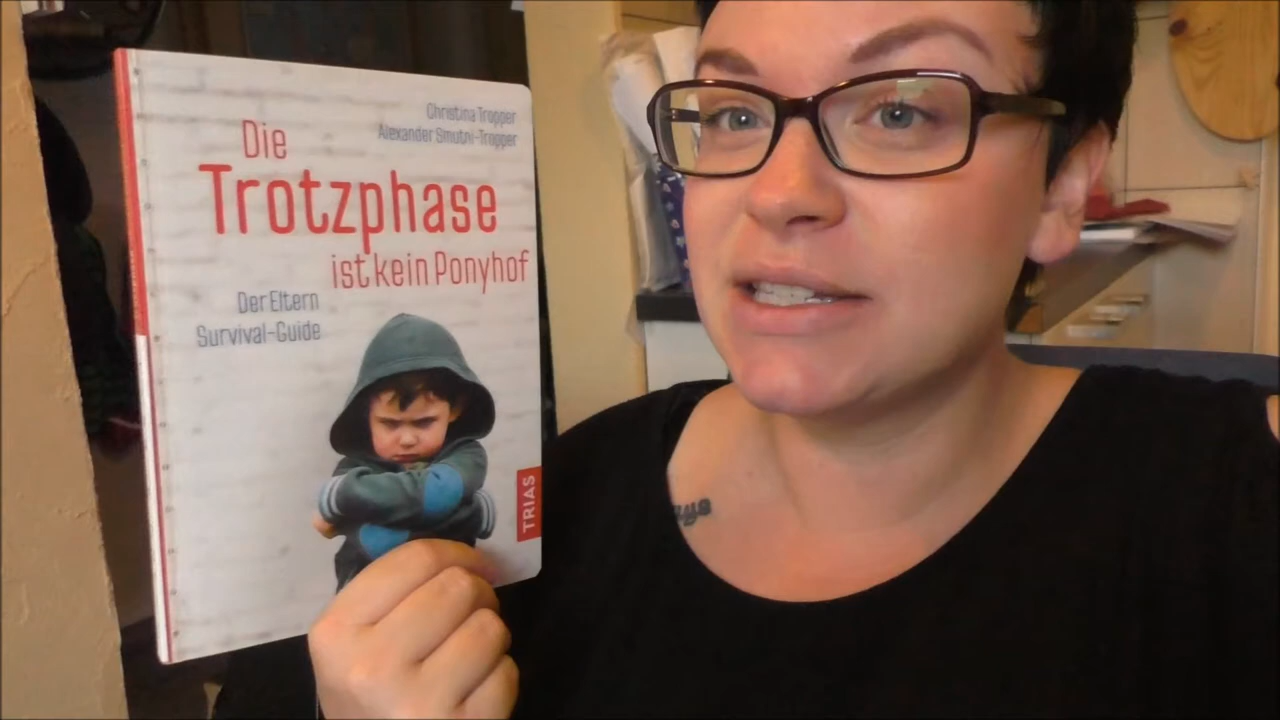 Christina Tropper
Alexander Smutni-Tropper
Die
Trotzphase
ist kein Ponyhof
Der Eltern
Survival-Guide
TRIAS